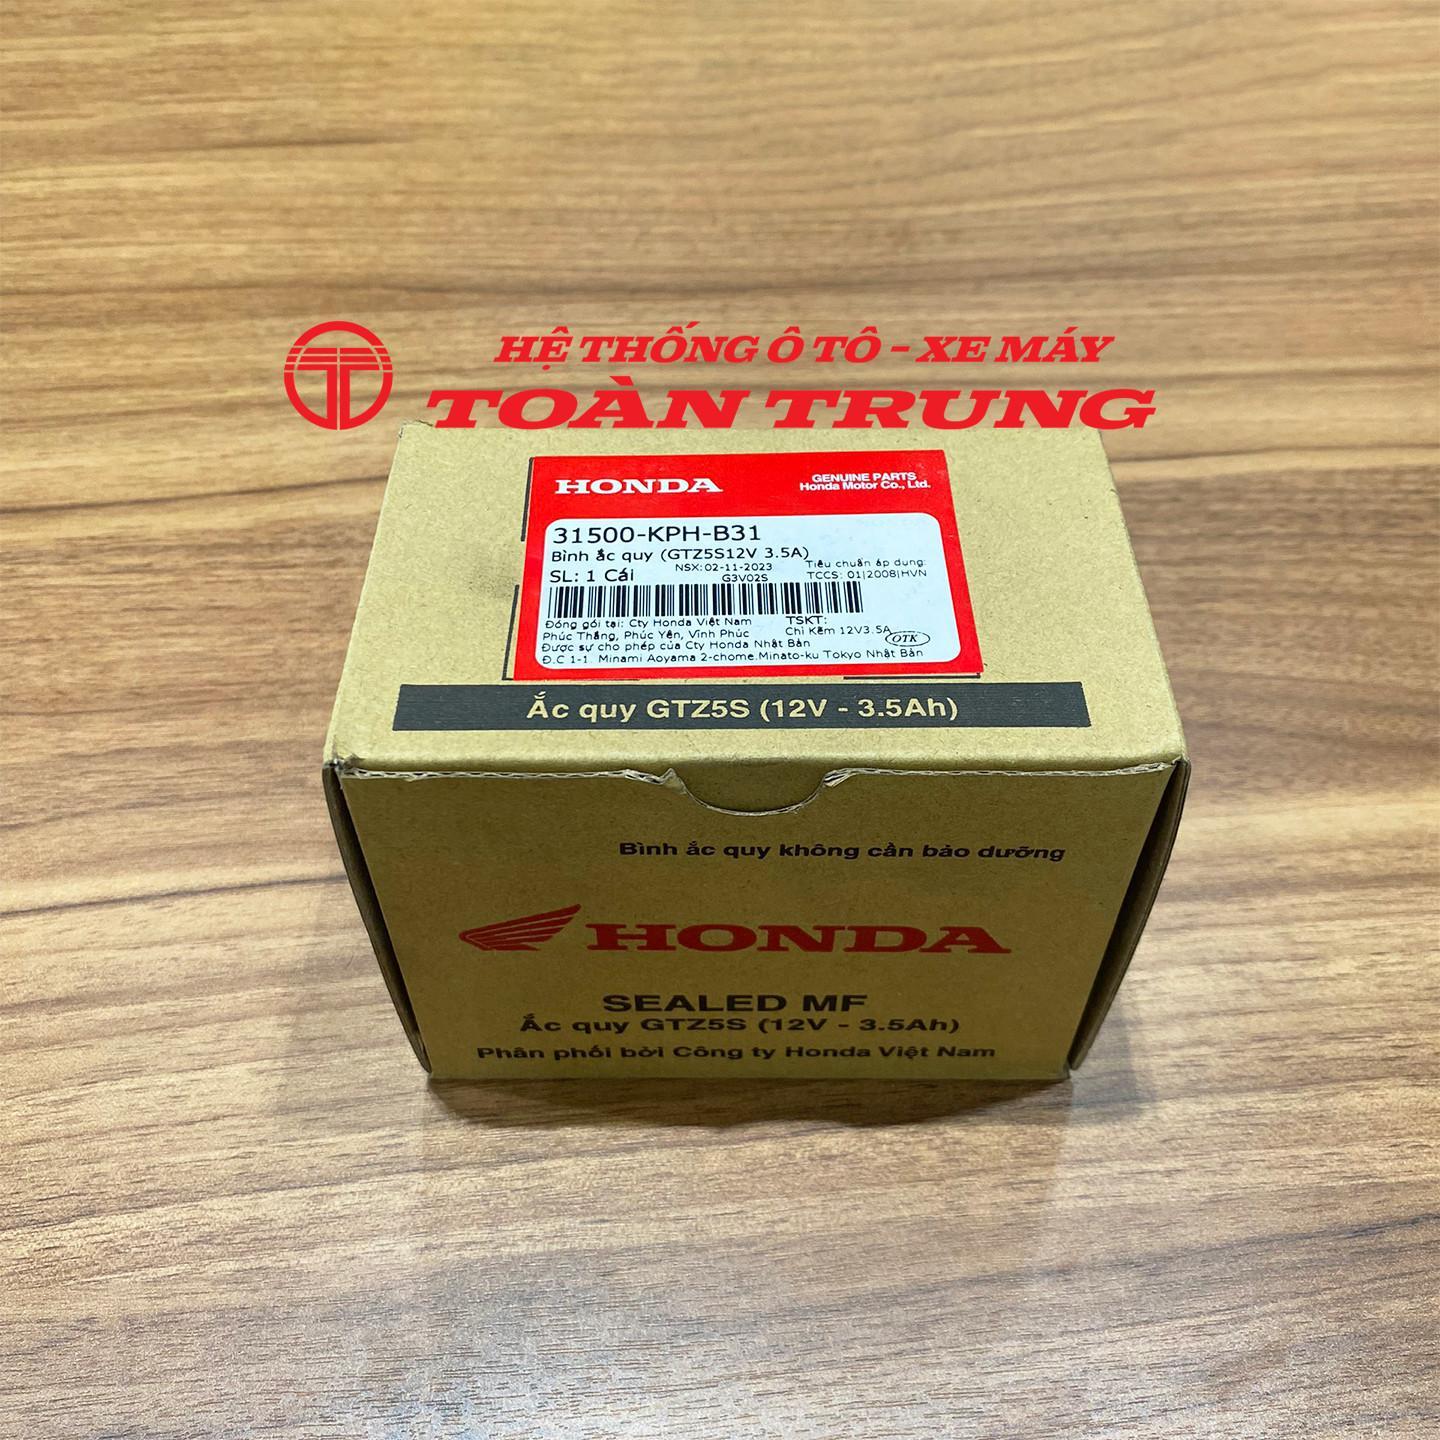 HỆ THỐNG Ô TÔ - XE MÁY
TOÀN TRUNG
HONDA
GENUINE PARTS
Honda Motor Co., Ltd.
31500-KPH-B31
Bình ắc quy (GTZ5S12V 3.5A)
NSX: 02-11-2023
Tiêu chuẩn áp dụng:
SL: 1 Cái
G3V02S
TCCS: 01|2008|HVN
Đóng gói tại: Cty Honda Việt Nam
TSKT:
Phúc Thắng, Phúc Yên, Vĩnh Phúc
Chì Kẽm 12V3.5A
OTK
Được sự cho phép của Cty Honda Nhật Bản
Đ.C 1-1. Minami Aoyama 2-chome.Minato-ku Tokyo Nhật Bản
Ắc quy GTZ5S (12V - 3.5Ah)
Bình ắc quy không cần bảo dưỡng
HONDA
SEALED MF
Ắc quy GTZ5S (12V - 3.5Ah)
Phân phối bởi Công ty Honda Việt Nam